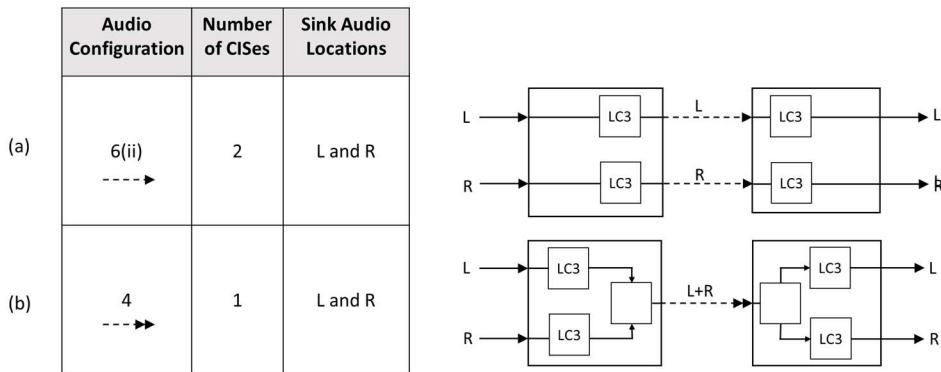 Audio Configuration
Number of CISes
Sink Audio Locations
(a)
6(ii)
2
L and R
L
LC3
L
LC3
L
R
LC3
R
LC3
R
(b)
4
1
L and R
L
LC3
L+R
LC3
L
R
LC3
LC3
R